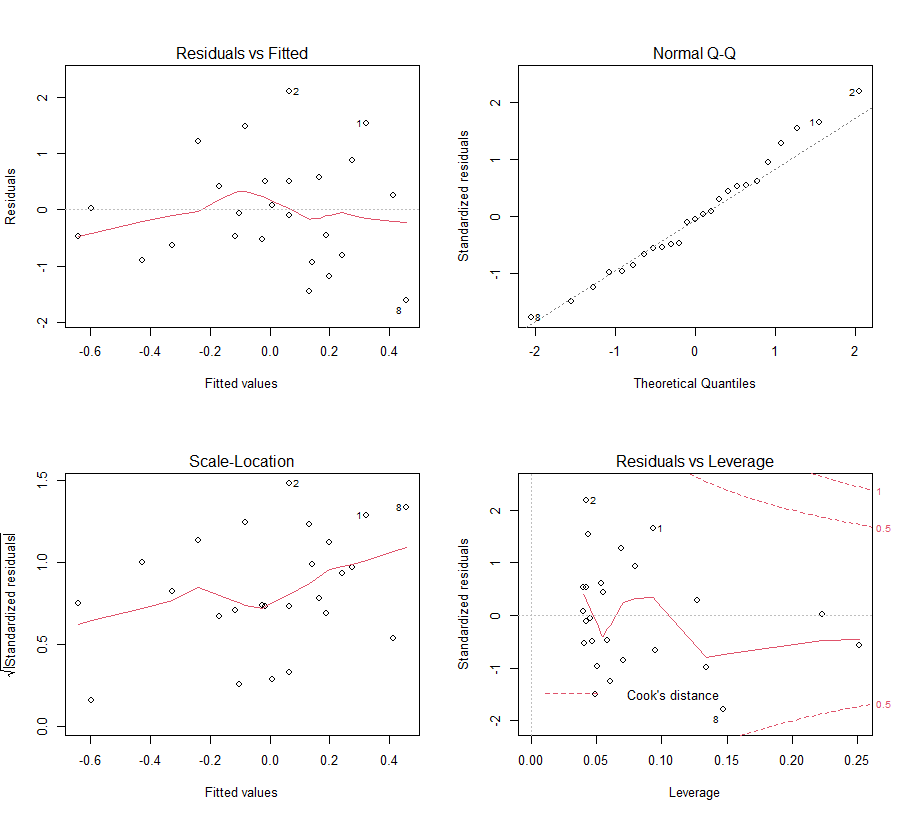 Residuals vs Fitted
Residuals
2
1
0
-1
-2
2
1
8
-0.6 -0.4 -0.2 0.0 0.2 0.4
Fitted values
Normal Q-Q
Standardized residuals
2
1
0
-1
2
1
8
-2 -1 0 1 2
Theoretical Quantiles
Scale-Location
√|Standardized residuals|
1.5
1.0
0.5
0.0
2
1
8
-0.6 -0.4 -0.2 0.0 0.2 0.4
Fitted values
Residuals vs Leverage
Standardized residuals
2
1
0
-1
-2
2
1
8
Cook's distance
1
0.5
0.5
0.00 0.05 0.10 0.15 0.20 0.25
Leverage